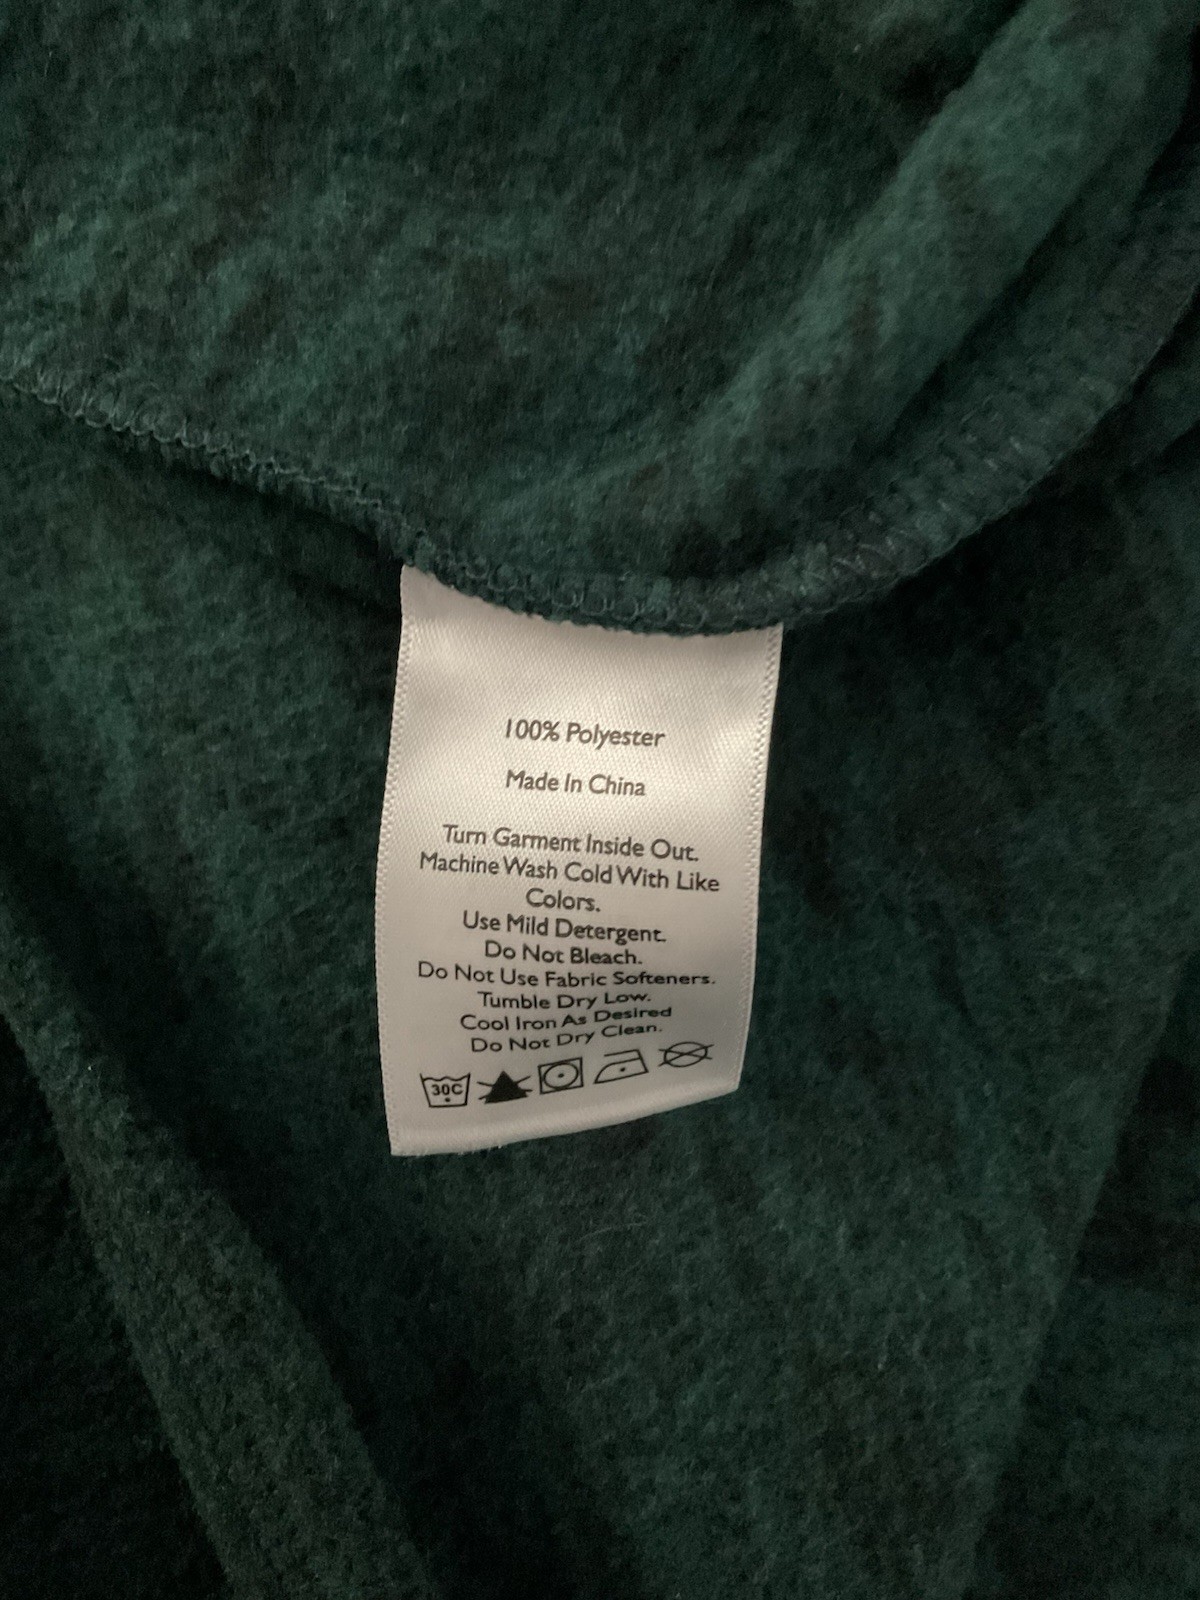 100% Polyester
Made In China
Turn Garment Inside Out.
Machine Wash Cold With Like
Colors.
Use Mild Detergent.
Do Not Bleach.
Do Not Use Fabric Softeners.
Tumble Dry Low.
Cool Iron As Desired
Do Not Dry Clean.
30C